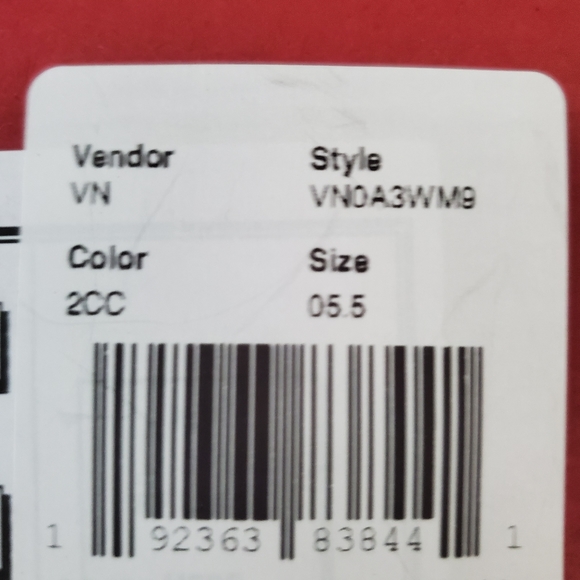 Vendor Style
VN VN0A3WM9
Color Size
2CC 05.5
1 92363 83844 1